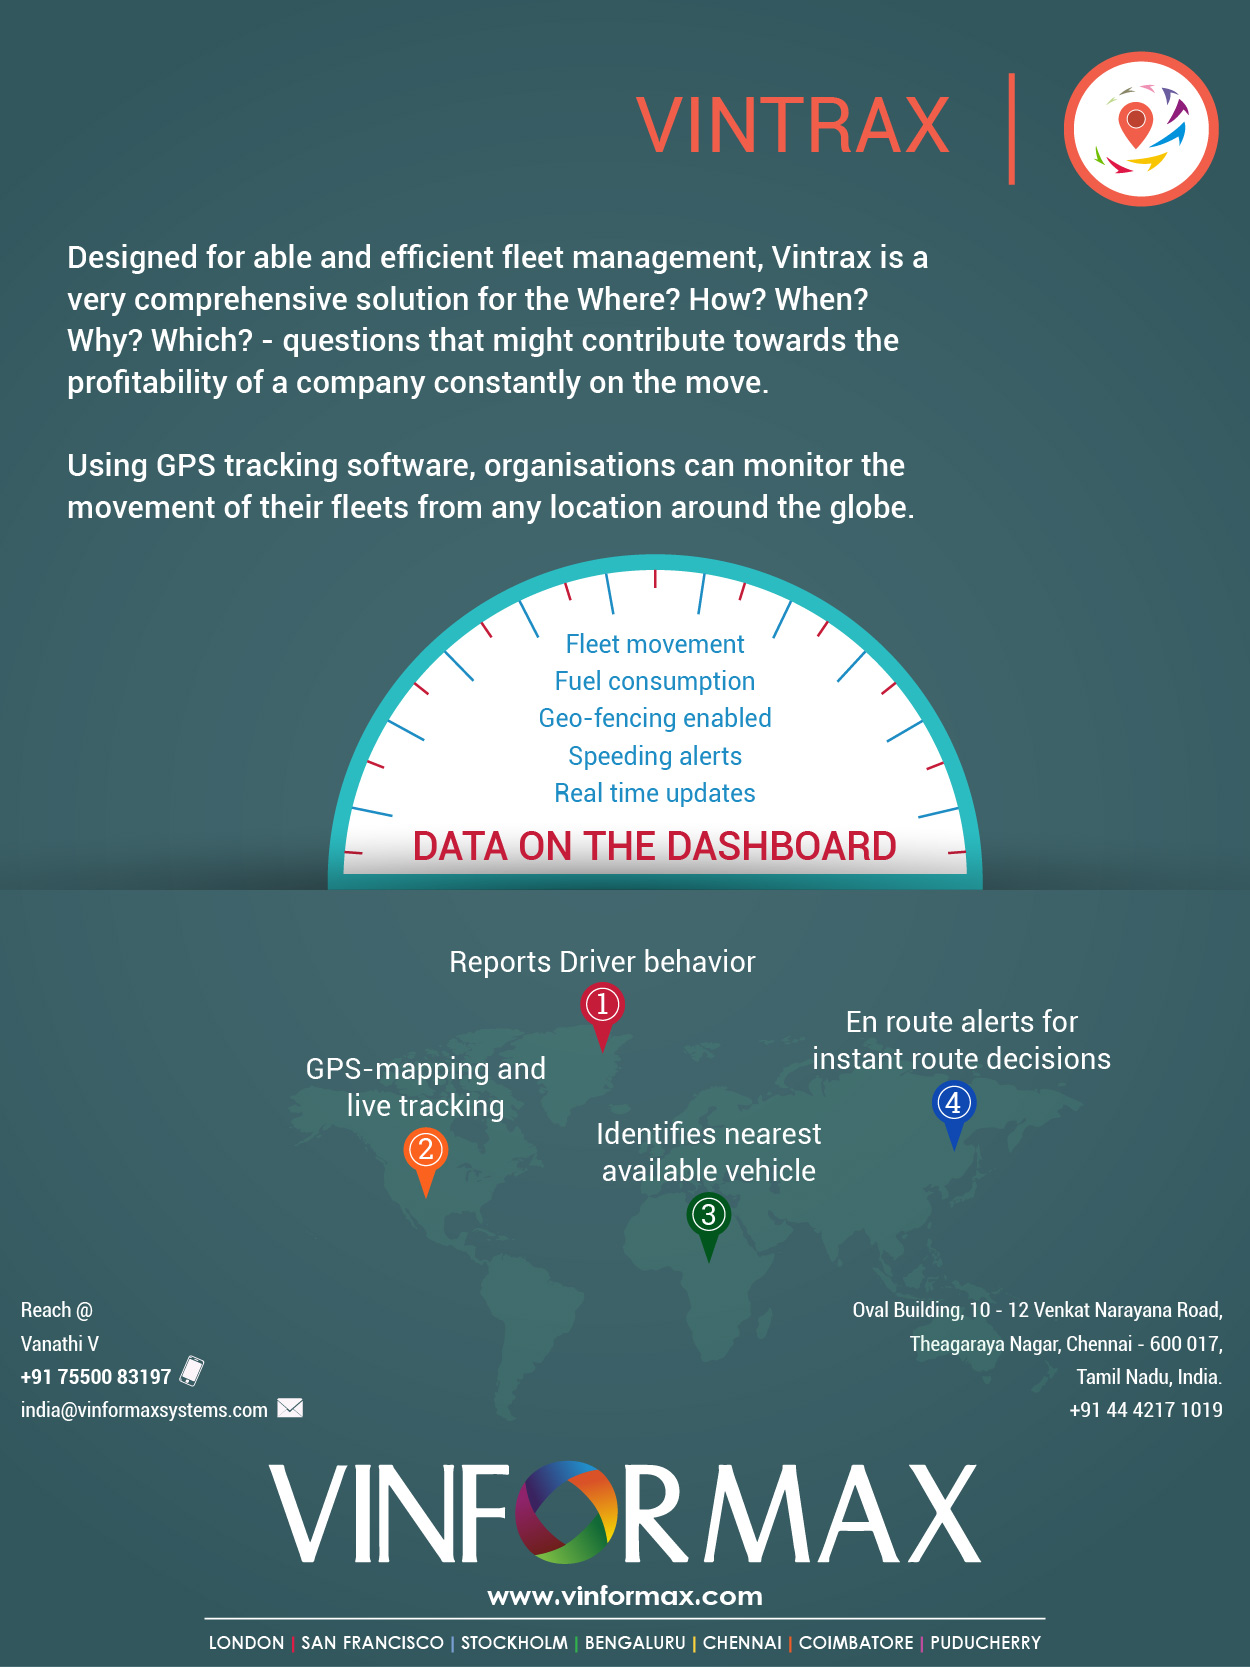 VINTRAX
Designed for able and efficient fleet management, Vintrax is a
very comprehensive solution for the Where? How? When?
Why? Which? - questions that might contribute towards the
profitability of a company constantly on the move.
Using GPS tracking software, organisations can monitor the
movement of their fleets from any location around the globe.
Fleet movement
Fuel consumption
Geo-fencing enabled
Speeding alerts
Real time updates
DATA ON THE DASHBOARD
Reports Driver behavior
1
GPS-mapping and
live tracking
2
Identifies nearest
available vehicle
3
En route alerts for
instant route decisions
4
Reach @
Vanathi V
+91 75500 83197
india@vinformaxsystems.com
Oval Building, 10 - 12 Venkat Narayana Road,
Theagaraya Nagar, Chennai - 600 017,
Tamil Nadu, India.
+91 44 4217 1019
VINFORMAX
www.vinformax.com
LONDON | SAN FRANCISCO | STOCKHOLM | BENGALURU | CHENNAI | COIMBATORE | PUDUCHERRY